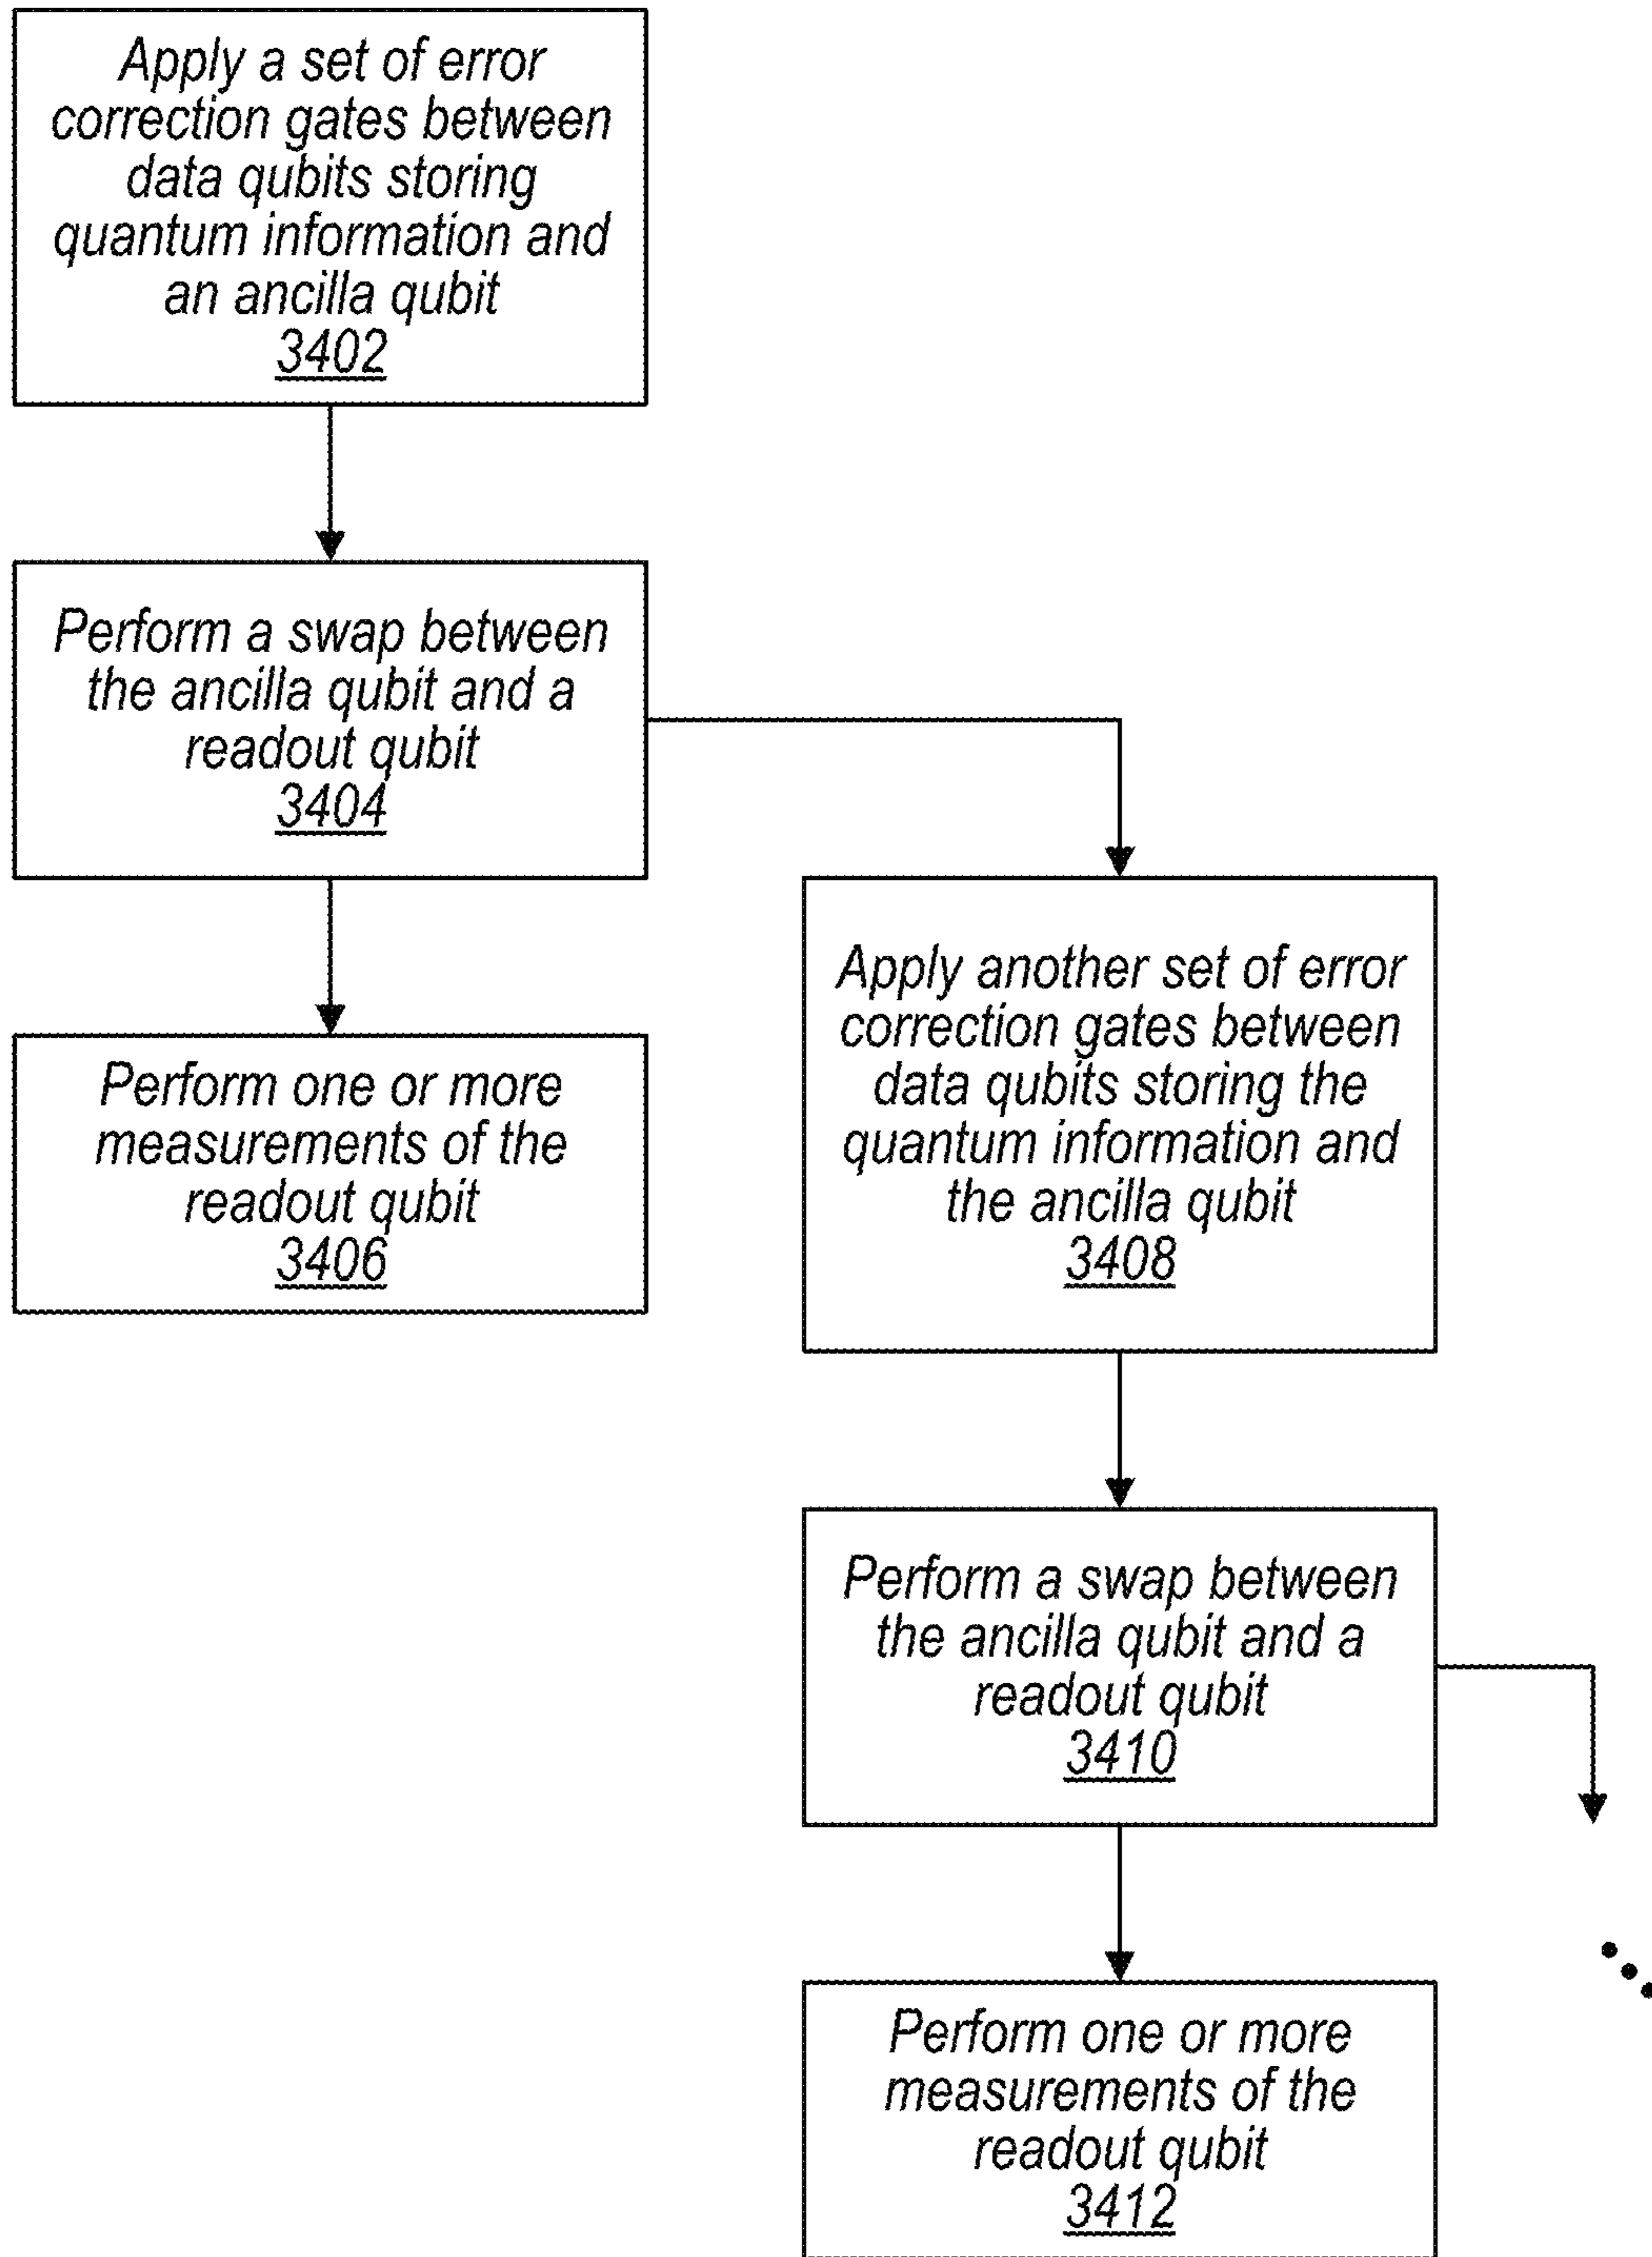 Apply a set of error
correction gates between
data qubits storing
quantum information and
an ancilla qubit
3402
Perform a swap between
the ancilla qubit and a
readout qubit
3404
Perform one or more
measurements of the
readout qubit
3406
Apply another set of error
correction gates between
data qubits storing the
quantum information and
the ancilla qubit
3408
Perform a swap between
the ancilla qubit and a
readout qubit
3410
Perform one or more
measurements of the
readout qubit
3412